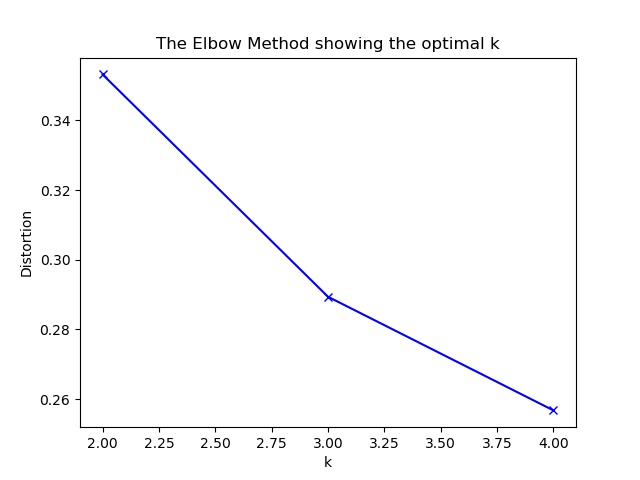 The Elbow Method showing the optimal k
0.34
0.32
0.30
0.28
0.26
Distortion
2.00 2.25 2.50 2.75 3.00 3.25 3.50 3.75 4.00
k